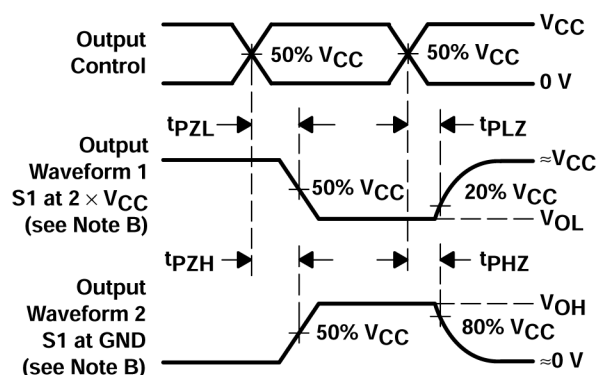 Output
Control
50% VCC
50% VCC
VCC
0 V
tPZL
tPLZ
Output
Waveform 1
S1 at 2 × VCC
(see Note B)
50% VCC
20% VCC
≈VCC
VOL
tPZH
tPHZ
Output
Waveform 2
S1 at GND
(see Note B)
50% VCC
80% VCC
VOH
≈0 V